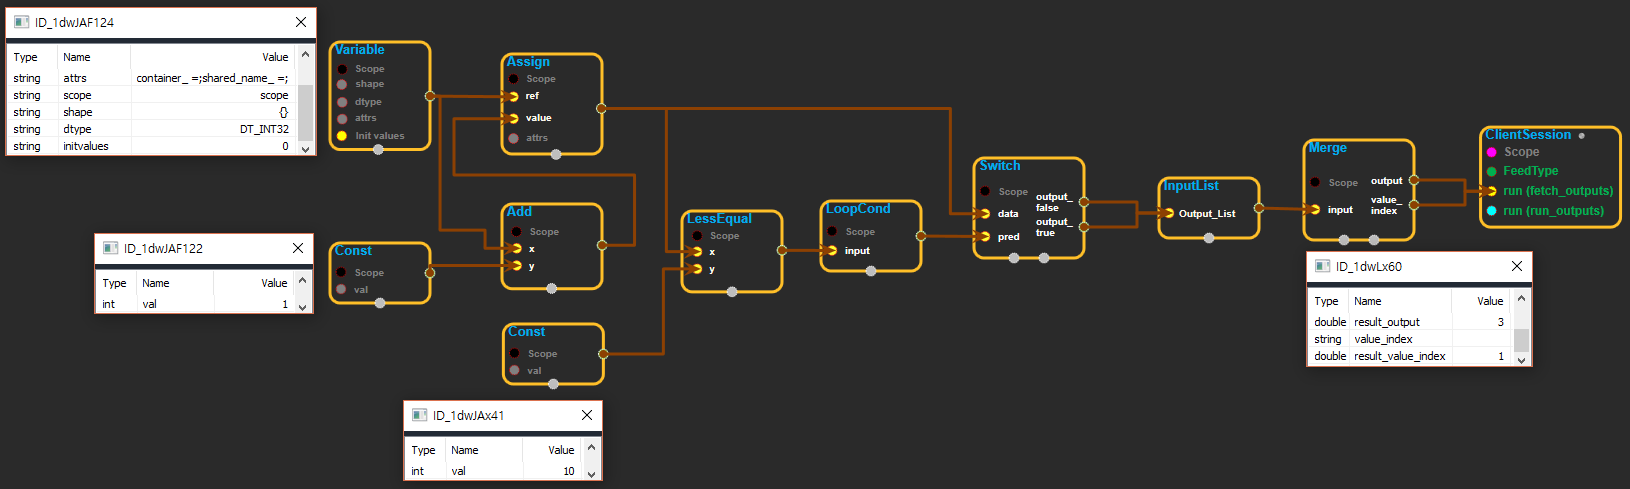 ID_1dwJAF124
Type Name Value
string attrs container_ =;shared_name_ =;
string scope scope
string shape {}
string dtype DT_INT32
string initvalues 0
Variable
Scope
shape
dtype
attrs
Init values
Assign
Scope
ref
value
attrs
ID_1dwJAF122
Type Name Value
int val 1
Const
Scope
val
Add
Scope
x
y
Const
Scope
val
ID_1dwJAx41
Type Name Value
int val 10
LessEqual
Scope
x
y
LoopCond
Scope
input
Switch
Scope
data
pred
output_
false
output_
true
InputList
Output_List
Merge
Scope
input
output
value_
index
ClientSession
Scope
FeedType
run (fetch_outputs)
run (run_outputs)
ID_1dwLx60
Type Name Value
double result_output 3
string value_index
double result_value_index 1